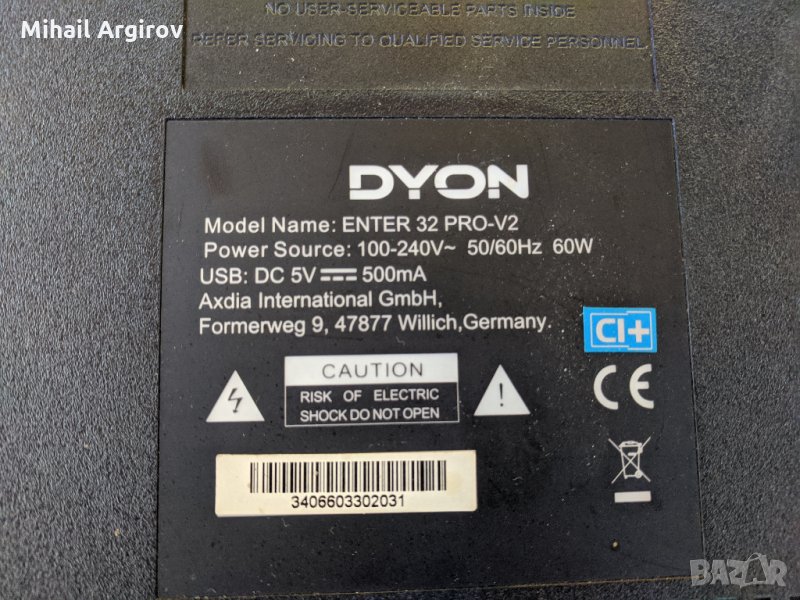 Mihail Argirov
NO USER-SERVICEABLE PARTS INSIDE
REFER SERVICING TO QUALIFIED SERVICE PERSONNEL
DYON
Model Name: ENTER 32 PRO-V2
Power Source: 100-240V~ 50/60Hz 60W
USB: DC 5V⎓500mA
Axdia International GmbH,
Formerweg 9, 47877 Willich,Germany.
CI+
CAUTION
RISK OF ELECTRIC
SHOCK DO NOT OPEN
!
CE
3406603302031
BAZAR